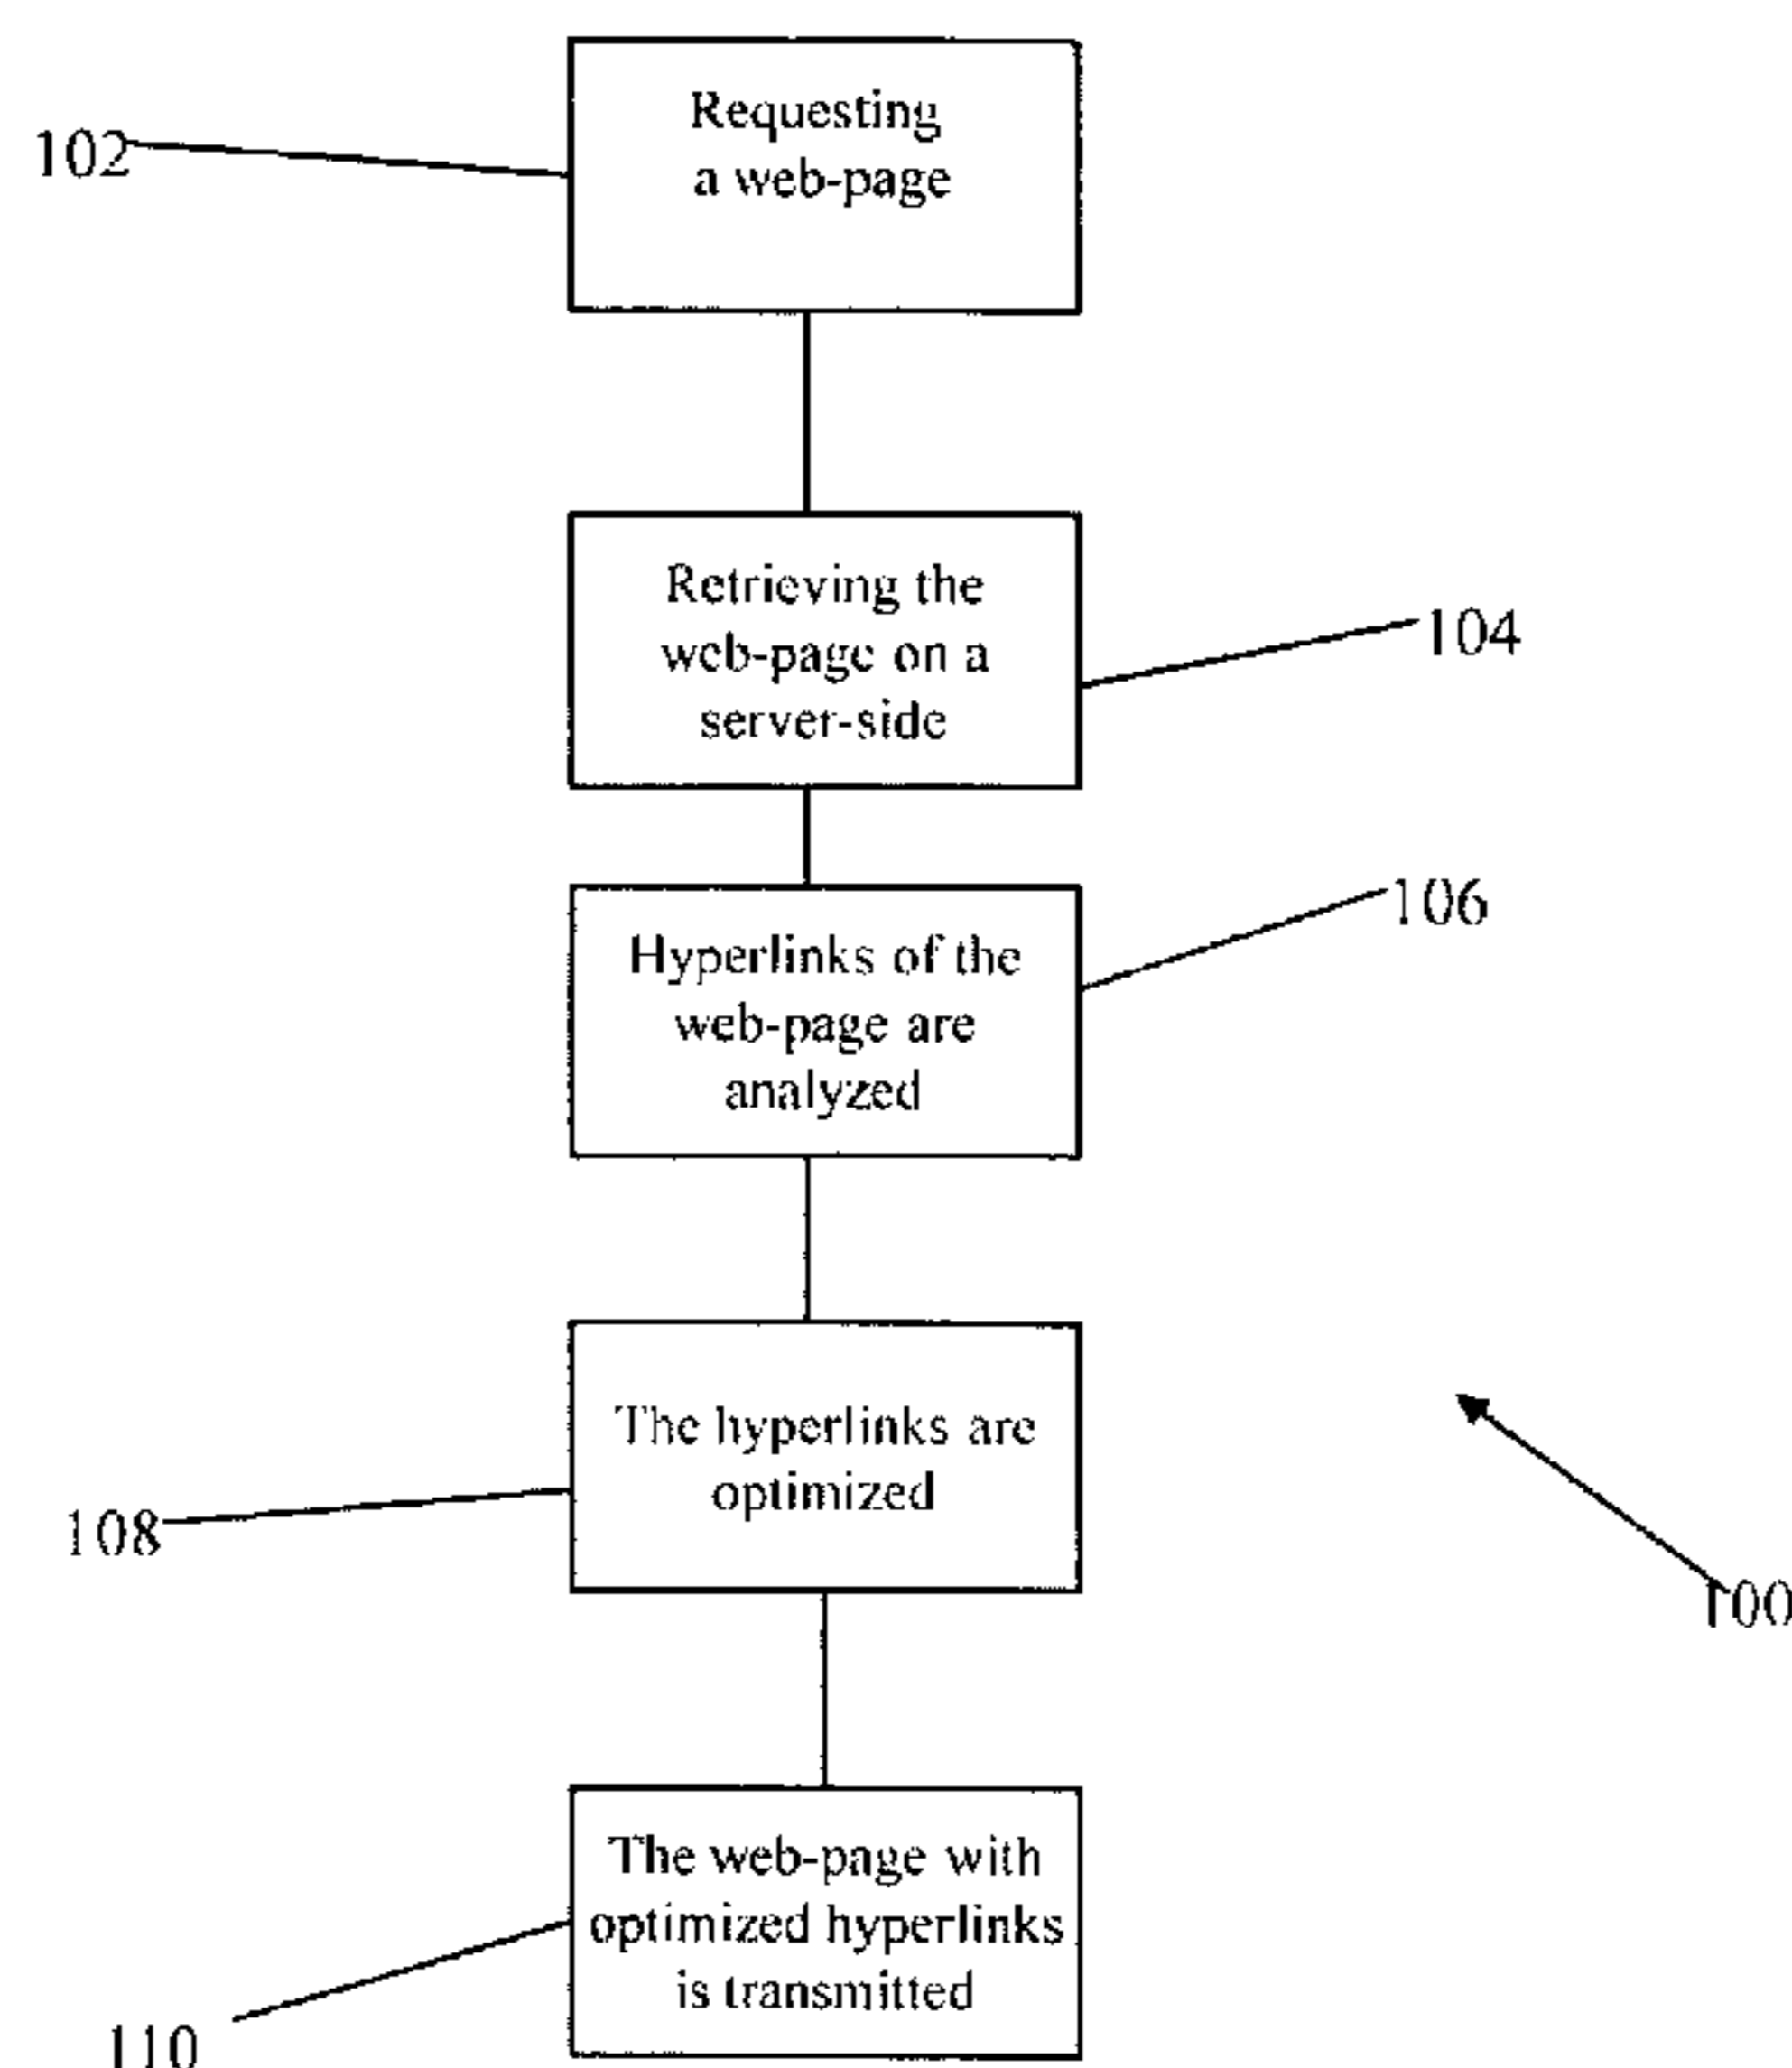 Requesting
a web-page
102
Retrieving the
web-page on a
server-side
104
106
Hyperlinks of the
web-page are
analyzed
The hyperlinks are
optimized
108
100
The web-page with
optimized hyperlinks
is transmitted
110